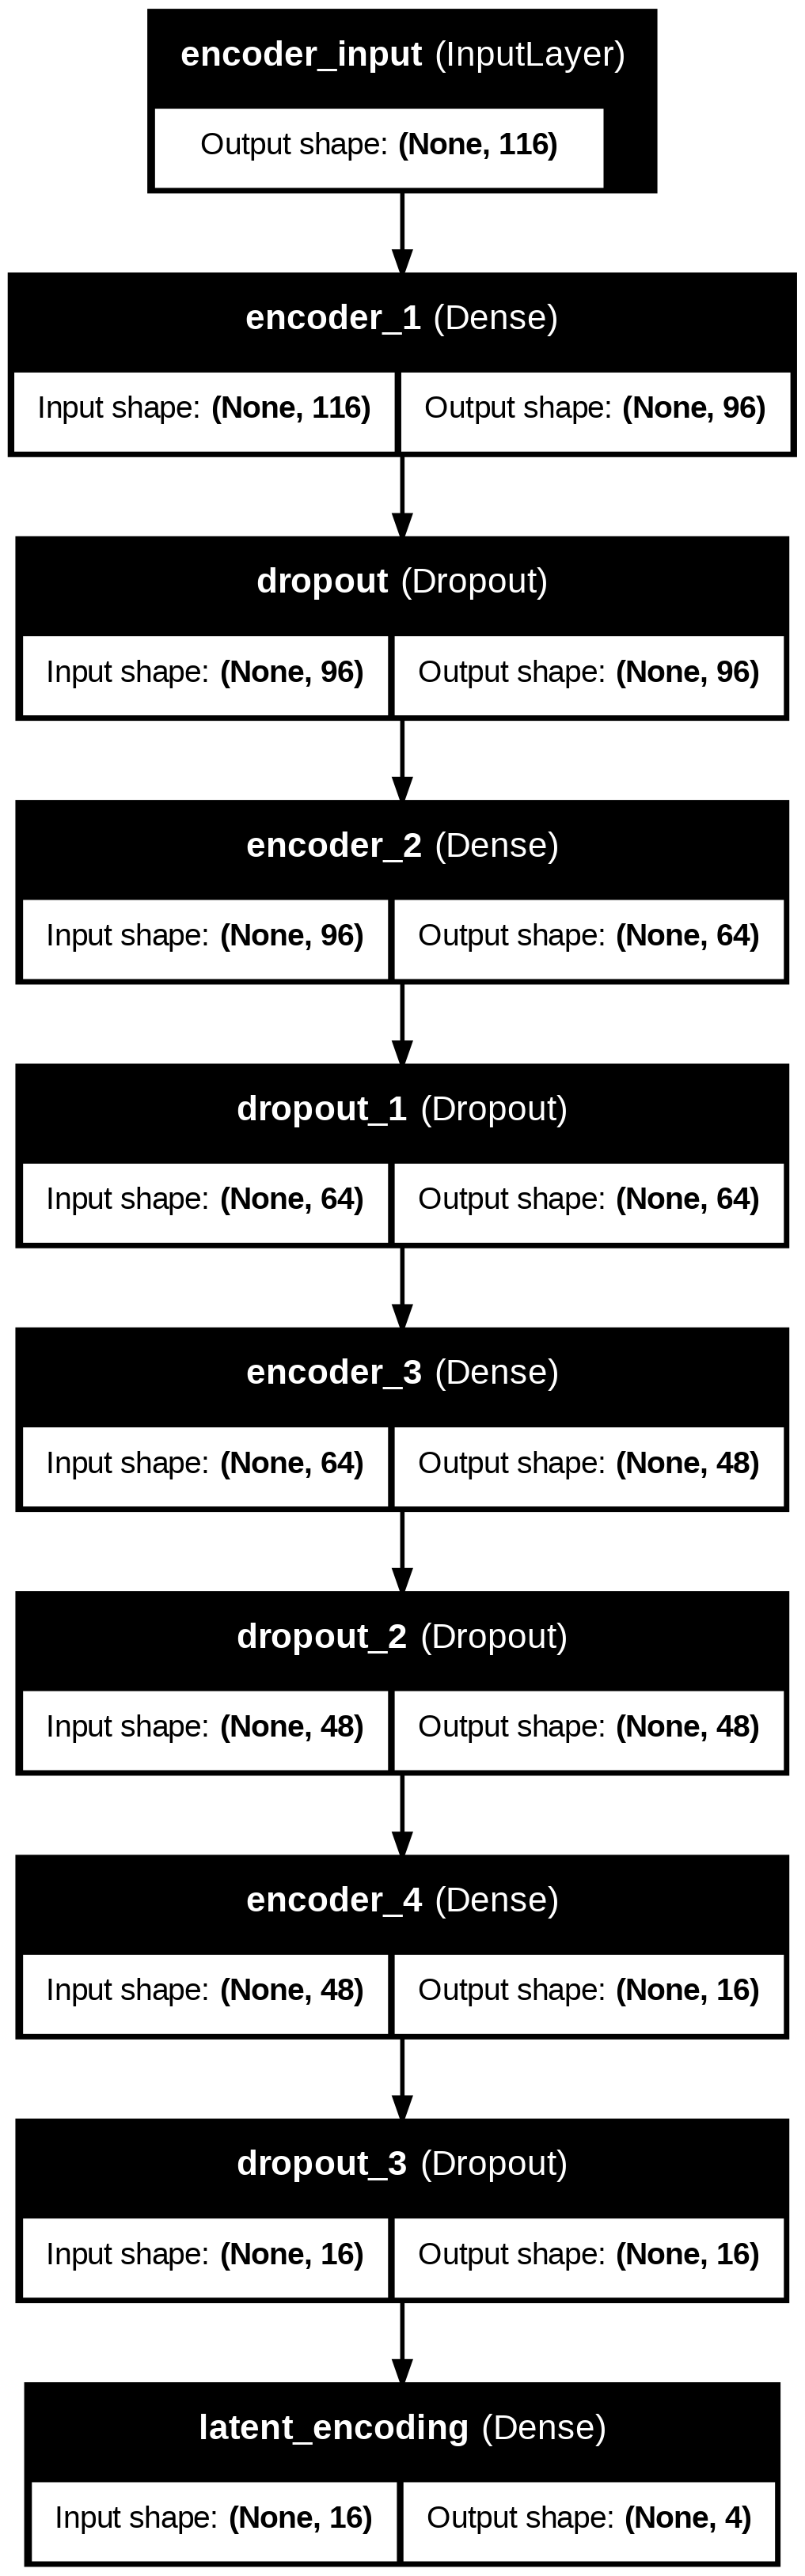 encoder_input (InputLayer)
Output shape: (None, 116)
encoder_1 (Dense)
Input shape: (None, 116) Output shape: (None, 96)
dropout (Dropout)
Input shape: (None, 96) Output shape: (None, 96)
encoder_2 (Dense)
Input shape: (None, 96) Output shape: (None, 64)
dropout_1 (Dropout)
Input shape: (None, 64) Output shape: (None, 64)
encoder_3 (Dense)
Input shape: (None, 64) Output shape: (None, 48)
dropout_2 (Dropout)
Input shape: (None, 48) Output shape: (None, 48)
encoder_4 (Dense)
Input shape: (None, 48) Output shape: (None, 16)
dropout_3 (Dropout)
Input shape: (None, 16) Output shape: (None, 16)
latent_encoding (Dense)
Input shape: (None, 16) Output shape: (None, 4)